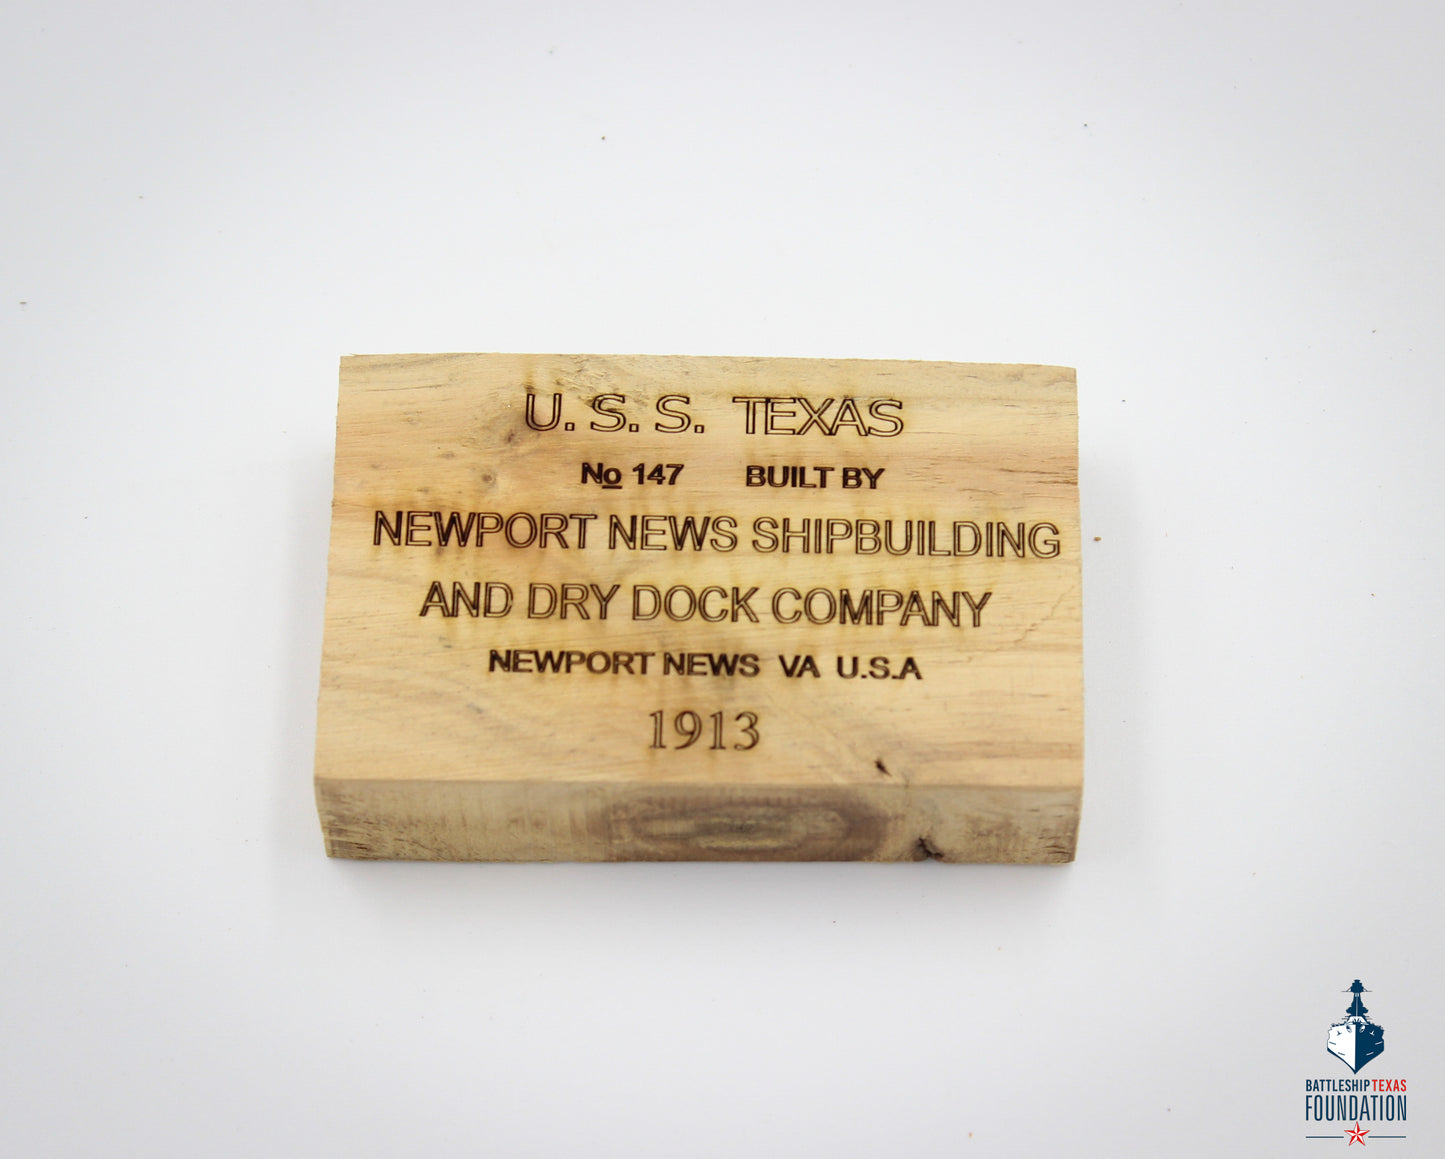 U. S. S. TEXAS
No 147 BUILT BY
NEWPORT NEWS SHIPBUILDING
AND DRY DOCK COMPANY
NEWPORT NEWS VA U.S.A
1913
BATTLESHIP TEXAS
FOUNDATION